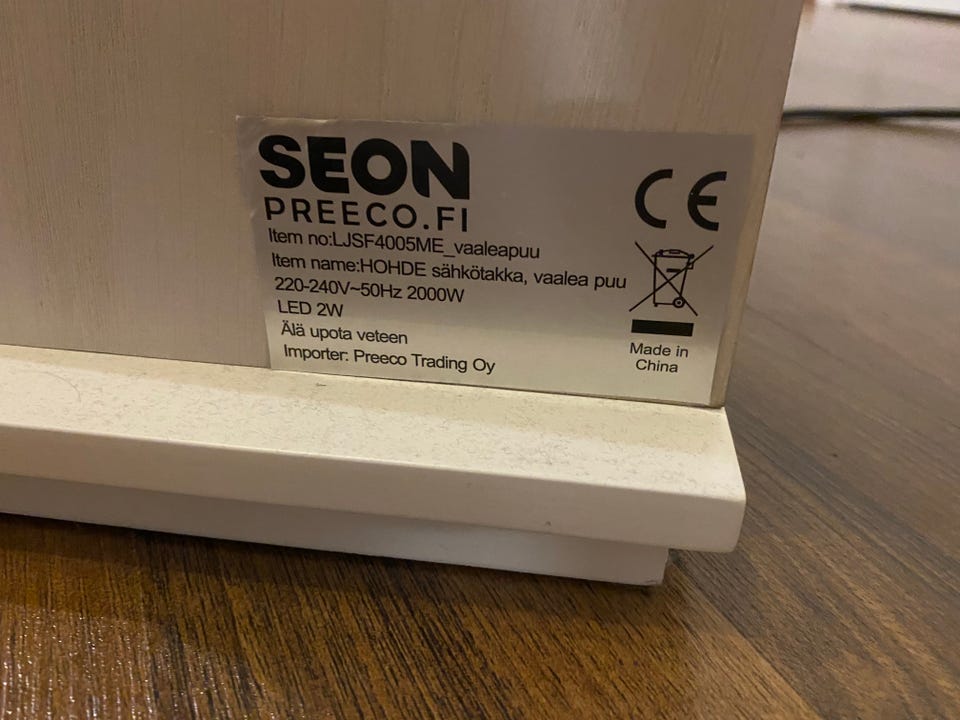 SEON
PREECO.FI
Item no:LJSF4005ME_vaaleapuu
Item name:HOHDE sähkötakka, vaalea puu
220-240V~50Hz 2000W
LED 2W
Älä upota veteen
Importer: Preeco Trading Oy
CE
Made in
China